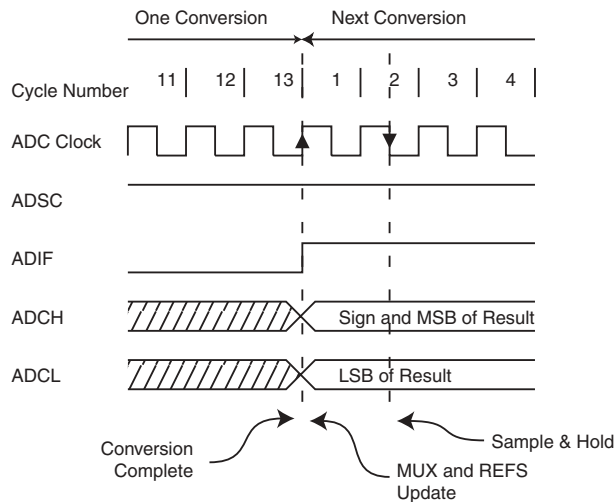 One Conversion Next Conversion
Cycle Number 11 12 13 1 2 3 4
ADC Clock
ADSC
ADIF
ADCH Sign and MSB of Result
ADCL LSB of Result
Conversion
Complete
MUX and REFS
Update
Sample & Hold